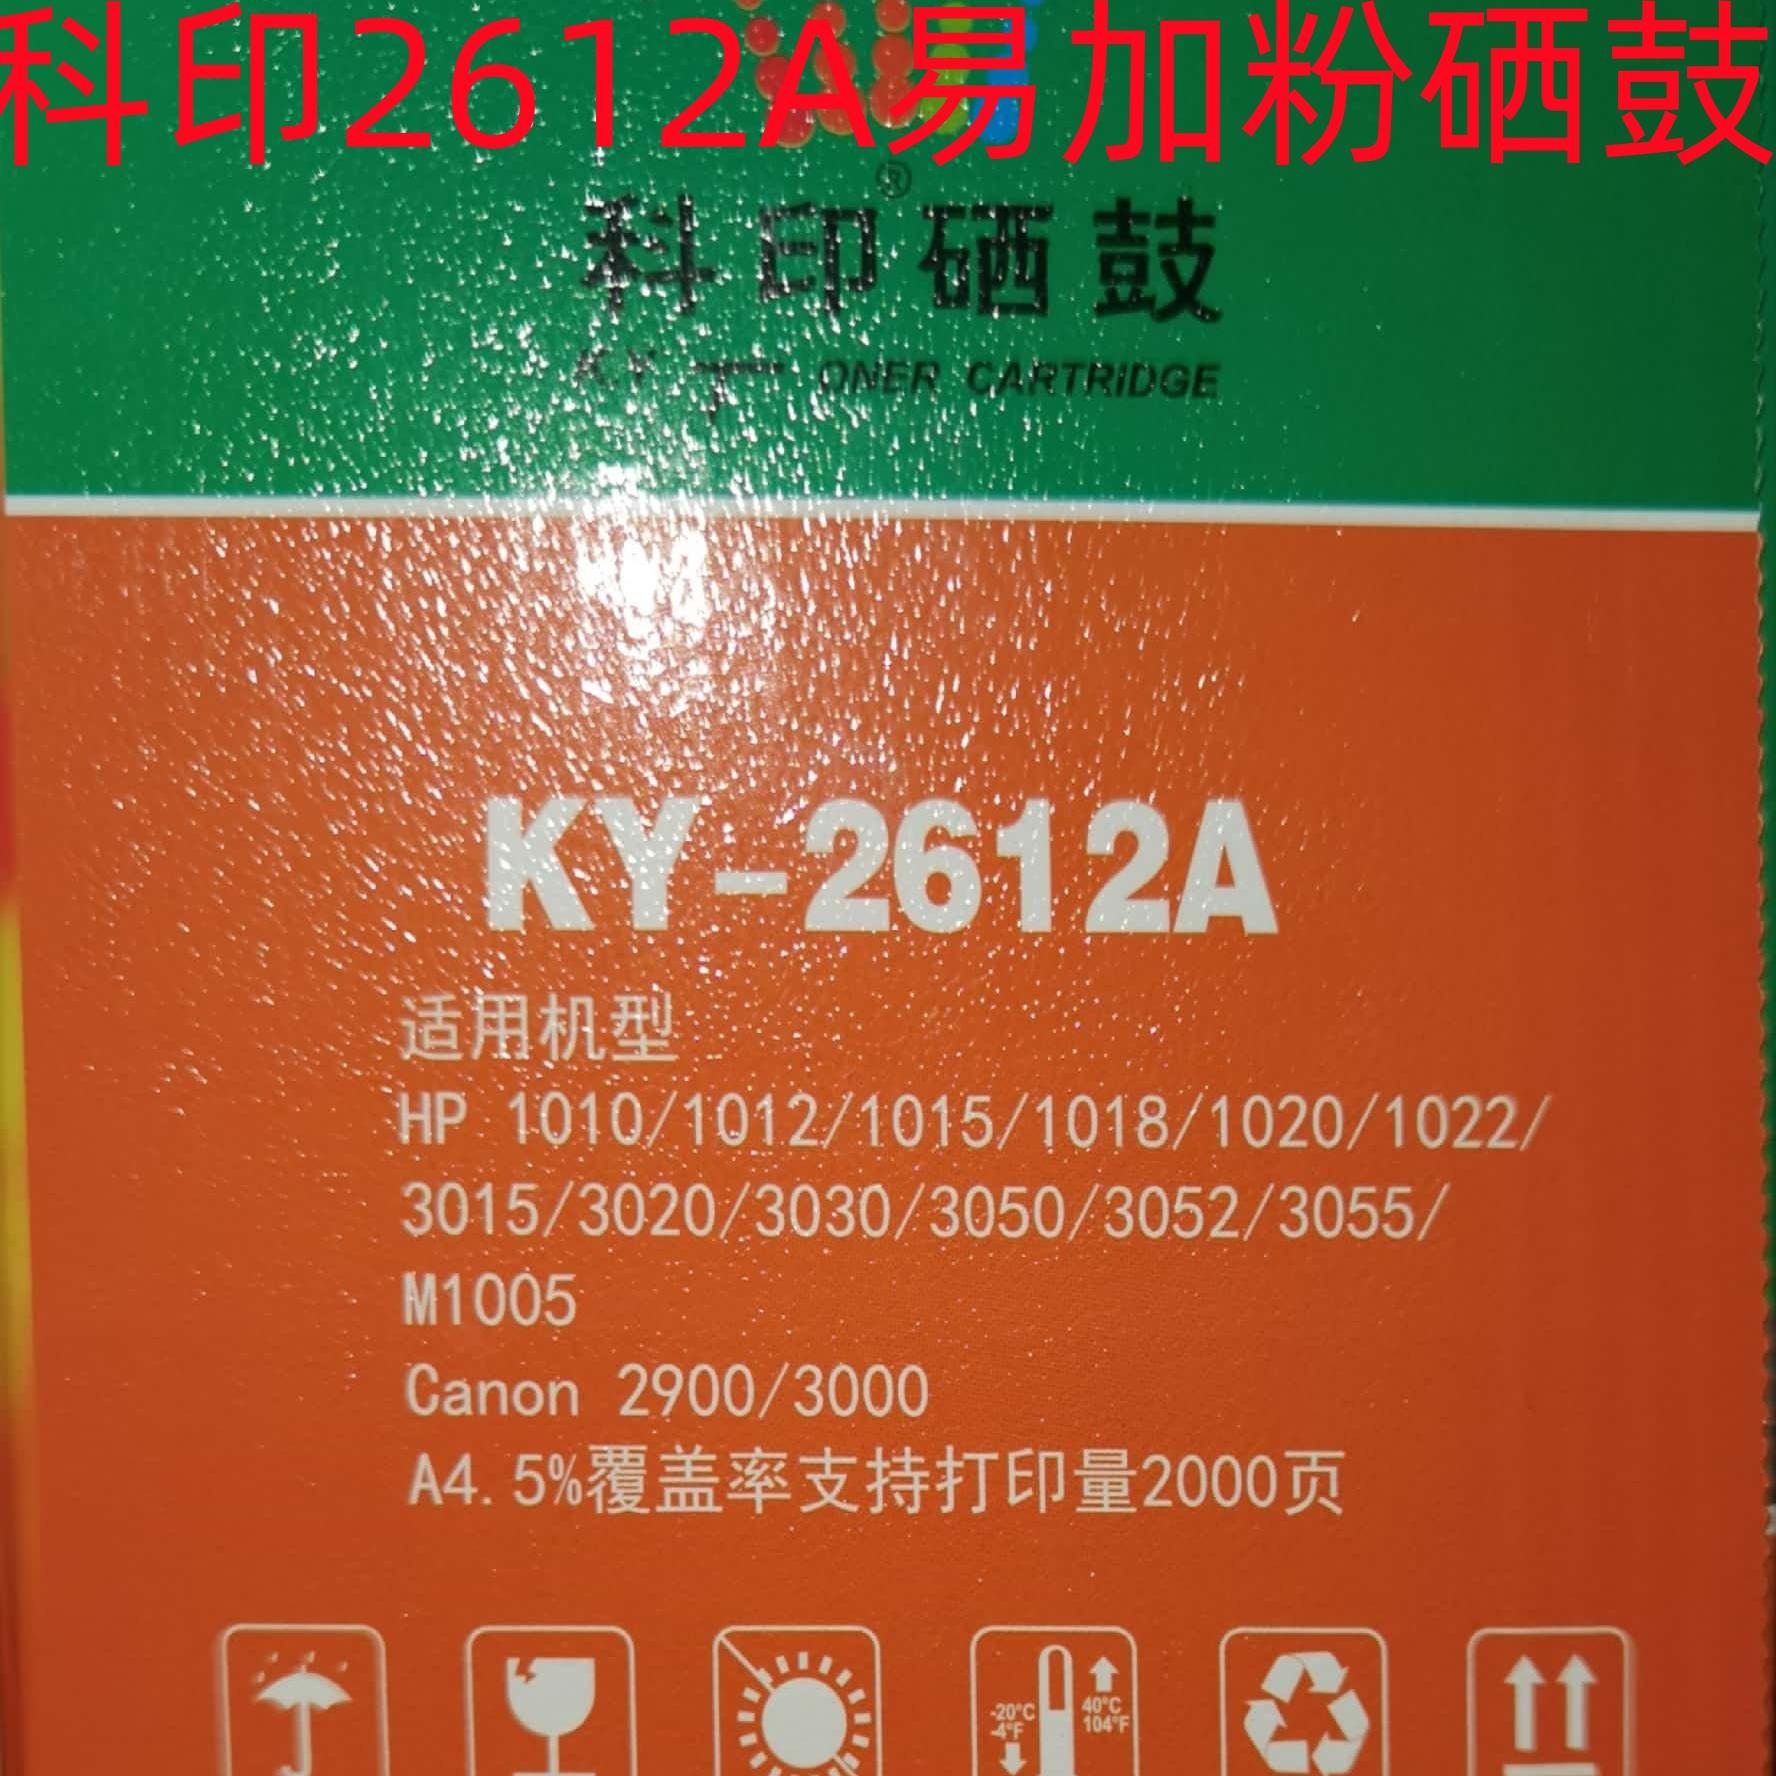 科印2612A易加粉硒鼓
®
科印硒鼓
KY TONER CARTRIDGE
KY-2612A
适用机型
HP 1010/1012/1015/1018/1020/1022/
3015/3020/3030/3050/3052/3055/
M1005
Canon 2900/3000
A4.5%覆盖率支持打印量2000页
-20°C
-4°F
40°C
104°F